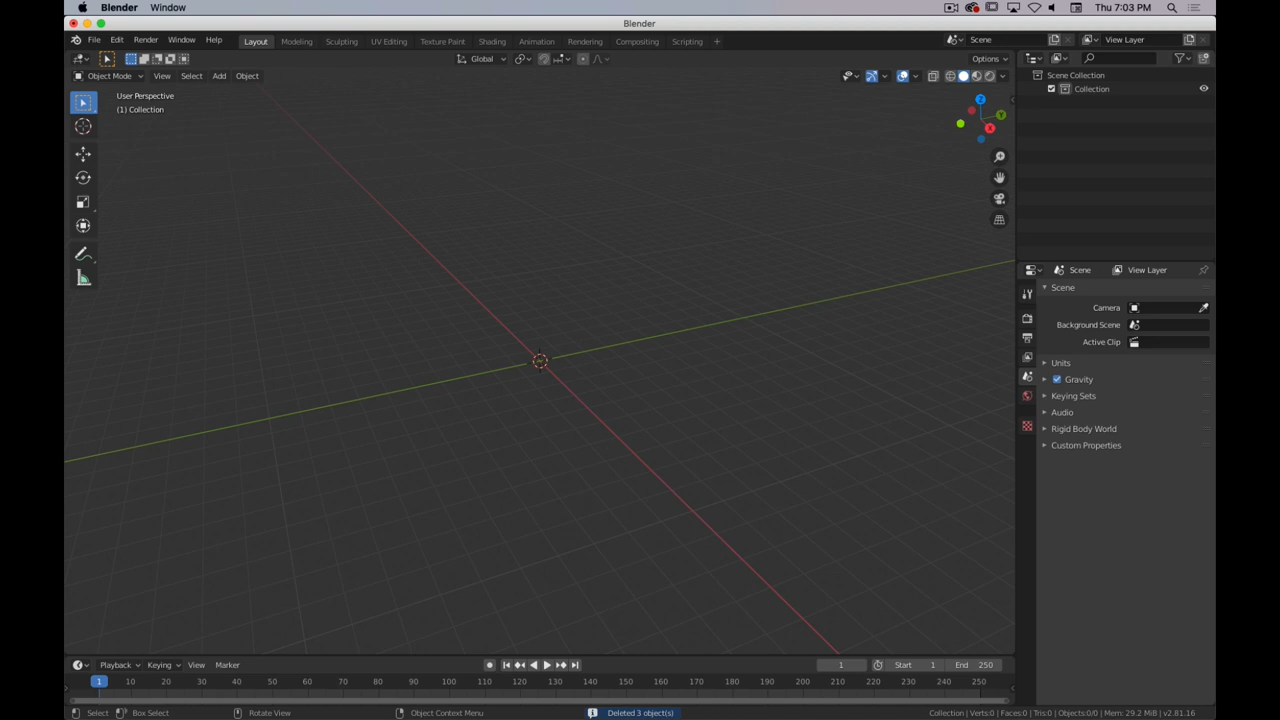 Blender Window Thu 7:03 PM
Blender
File Edit Render Window Help Layout Modeling Sculpting UV Editing Texture Paint Shading Animation Rendering Compositing Scripting + Scene View Layer
Global Options
Object Mode View Select Add Object
Scene Collection
Collection
User Perspective
(1) Collection
Z
Y
X
Scene View Layer
Scene
Camera
Background Scene
Active Clip
Units
Gravity
Keying Sets
Audio
Rigid Body World
Custom Properties
Playback Keying View Marker 1 Start 1 End 250
1 10 20 30 40 50 60 70 80 90 100 110 120 130 140 150 160 170 180 190 200 210 220 230 240 250
Select Box Select Rotate View Object Context Menu Deleted 3 object(s) Collection | Verts:0 | Faces:0 | Tris:0 | Objects:0/0 | Mem: 29.2 MiB | v2.81.16